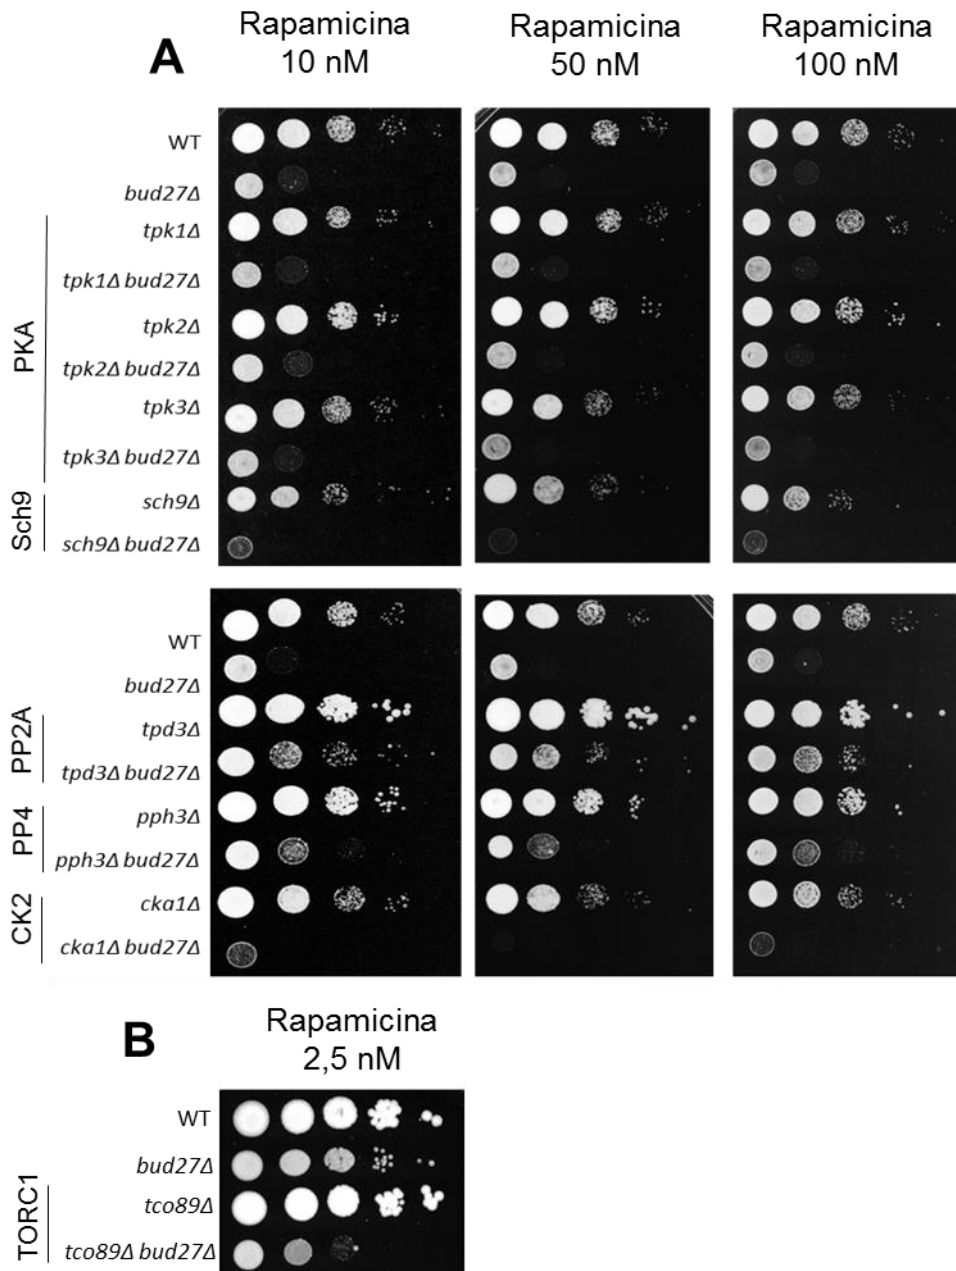 A
Rapamicina
10 nM
Rapamicina
50 nM
Rapamicina
100 nM
WT
bud27Δ
PKA
tpk1Δ
tpk1Δ bud27Δ
tpk2Δ
tpk2Δ bud27Δ
tpk3Δ
tpk3Δ bud27Δ
Sch9
sch9Δ
sch9Δ bud27Δ
WT
bud27Δ
PP2A
tpd3Δ
tpd3Δ bud27Δ
PP4
pph3Δ
pph3Δ bud27Δ
CK2
cka1Δ
cka1Δ bud27Δ
B
Rapamicina
2,5 nM
WT
bud27Δ
TORC1
tco89Δ
tco89Δ bud27Δ